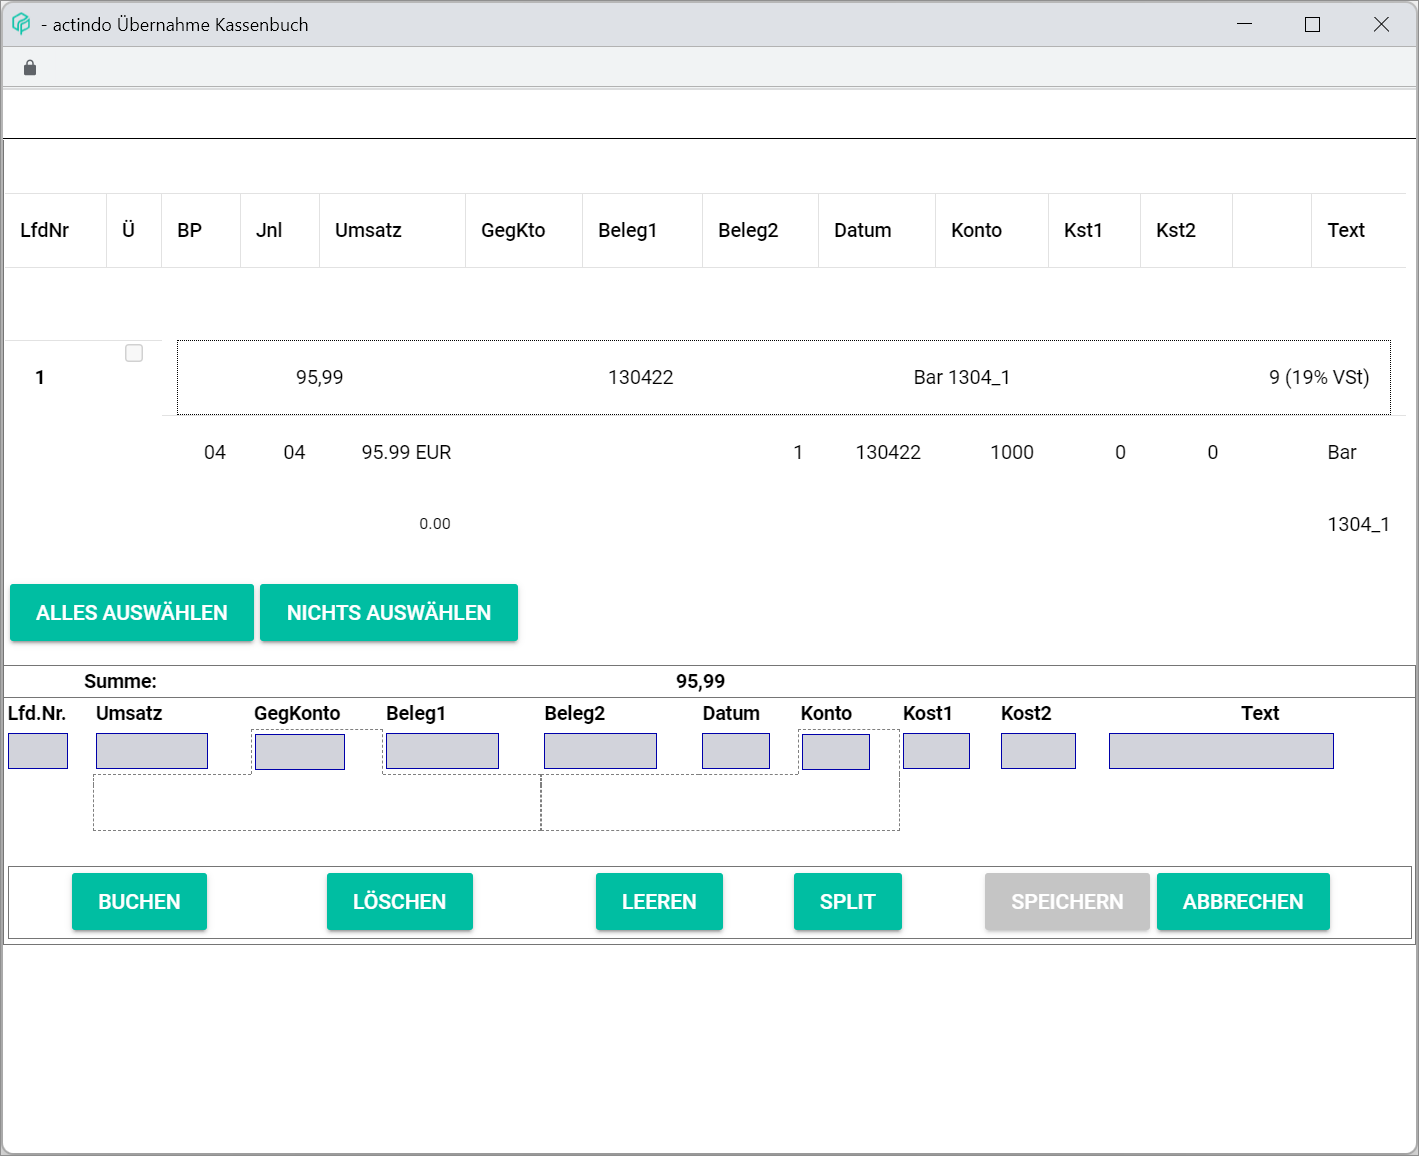 - actindo Übernahme Kassenbuch
LfdNr Ü BP Jnl Umsatz GegKto Beleg1 Beleg2 Datum Konto Kst1 Kst2 Text
1 95,99 130422 Bar 1304_1 9 (19% VSt)
04 04 95.99 EUR 1 130422 1000 0 0 Bar
0.00 1304_1
ALLES AUSWÄHLEN NICHTS AUSWÄHLEN
Summe: 95,99
Lfd.Nr. Umsatz GegKonto Beleg1 Beleg2 Datum Konto Kost1 Kost2 Text
BUCHEN LÖSCHEN LEEREN SPLIT SPEICHERN ABBRECHEN